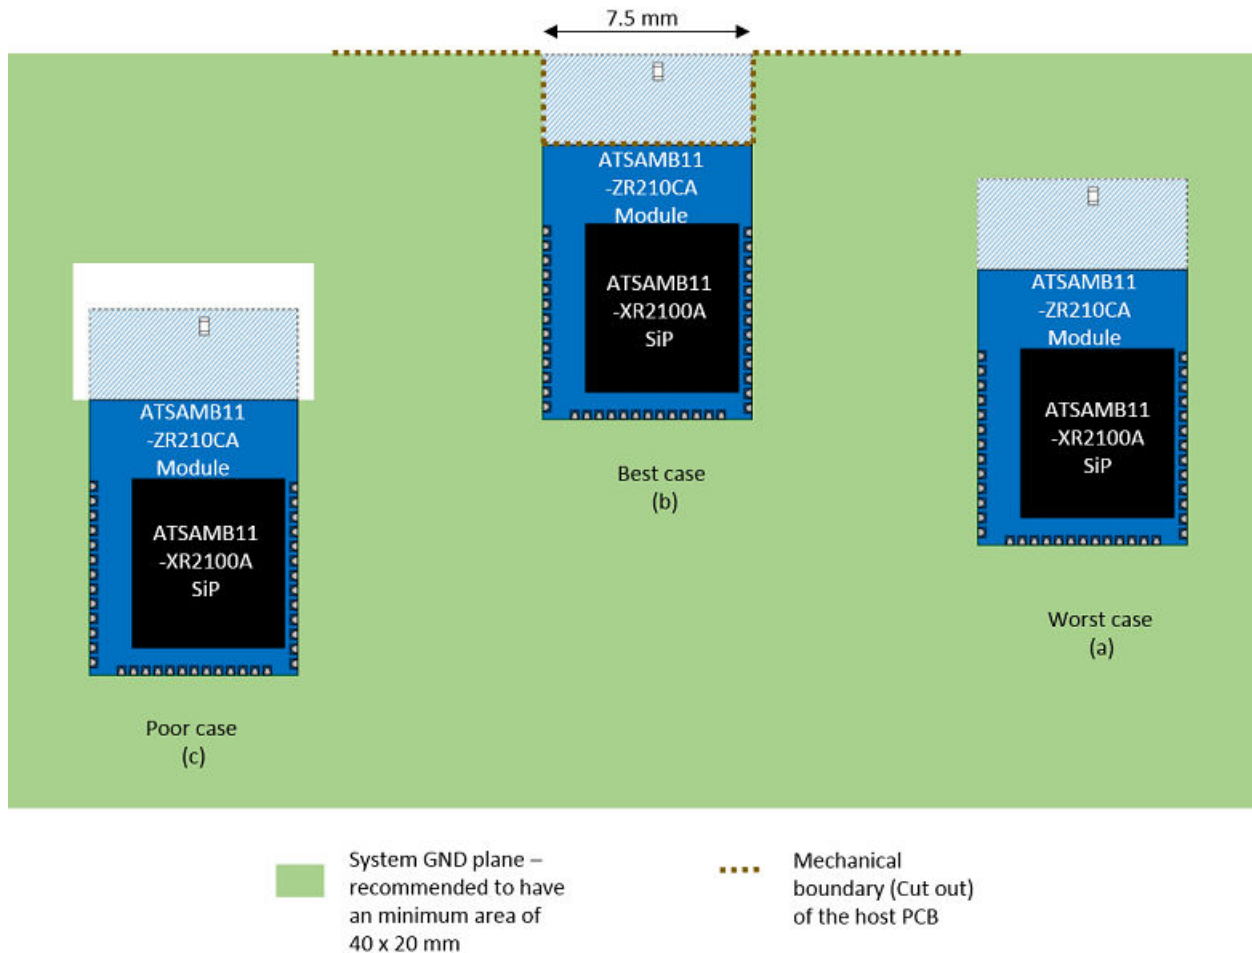 7.5 mm
ATSAMB11
-ZR210CA
Module
ATSAMB11
-XR2100A
SiP
Best case
(b)
ATSAMB11
-ZR210CA
Module
ATSAMB11
-XR2100A
SiP
Worst case
(a)
ATSAMB11
-ZR210CA
Module
ATSAMB11
-XR2100A
SiP
Poor case
(c)
System GND plane –
recommended to have
an minimum area of
40 x 20 mm
Mechanical
boundary (Cut out)
of the host PCB